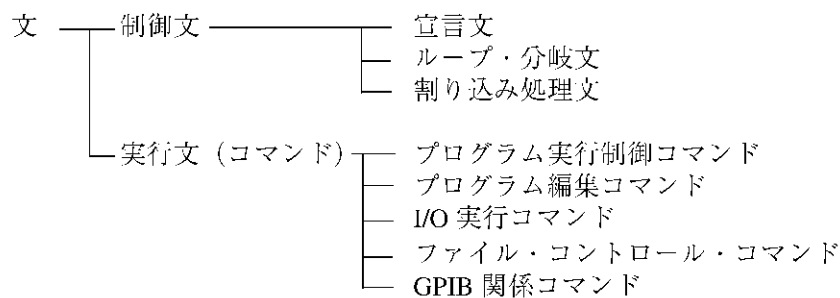 文 制御文 宣言文
ループ・分岐文
割り込み処理文
実行文（コマンド） プログラム実行制御コマンド
プログラム編集コマンド
I/O 実行コマンド
ファイル・コントロール・コマンド
GPIB 関係コマンド